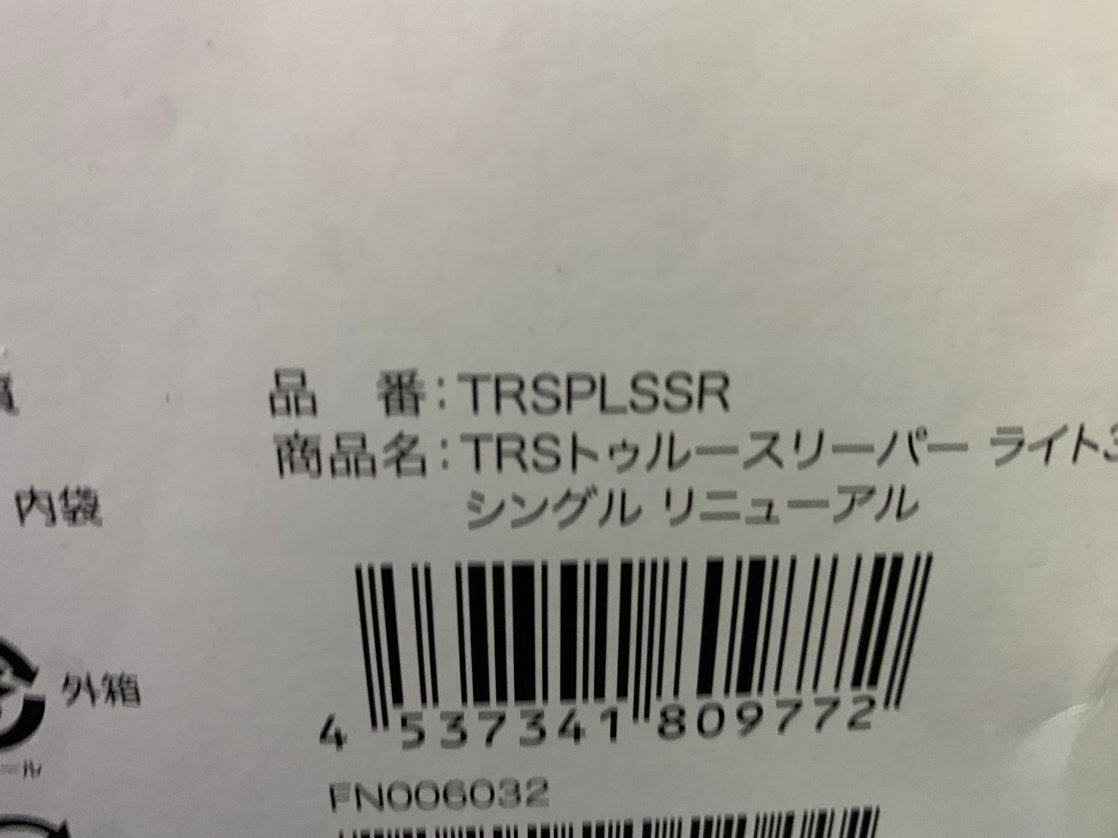 品　番：TRSPLSSR
商品名：TRSトゥルースリーパー ライト3
シングル リニューアル
内袋
外箱
4 537341 809772
FN006032